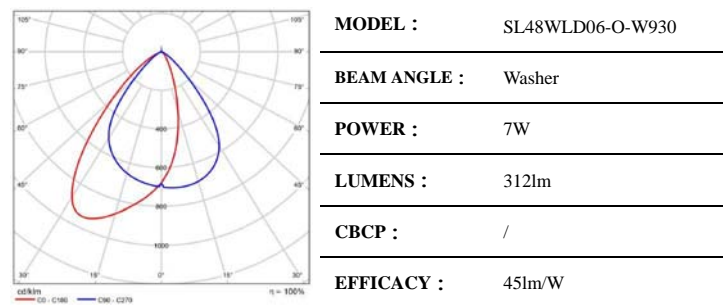 105° 105°
90° 90°
75° 75°
60° 60°
400
600
45° 45°
800
1000
30° 15° 0° 15° 30°
cd/klm η = 100%
C0 - C180 C90 - C270
MODEL： SL48WLD06-O-W930
BEAM ANGLE： Washer
POWER： 7W
LUMENS： 312lm
CBCP： /
EFFICACY： 45lm/W